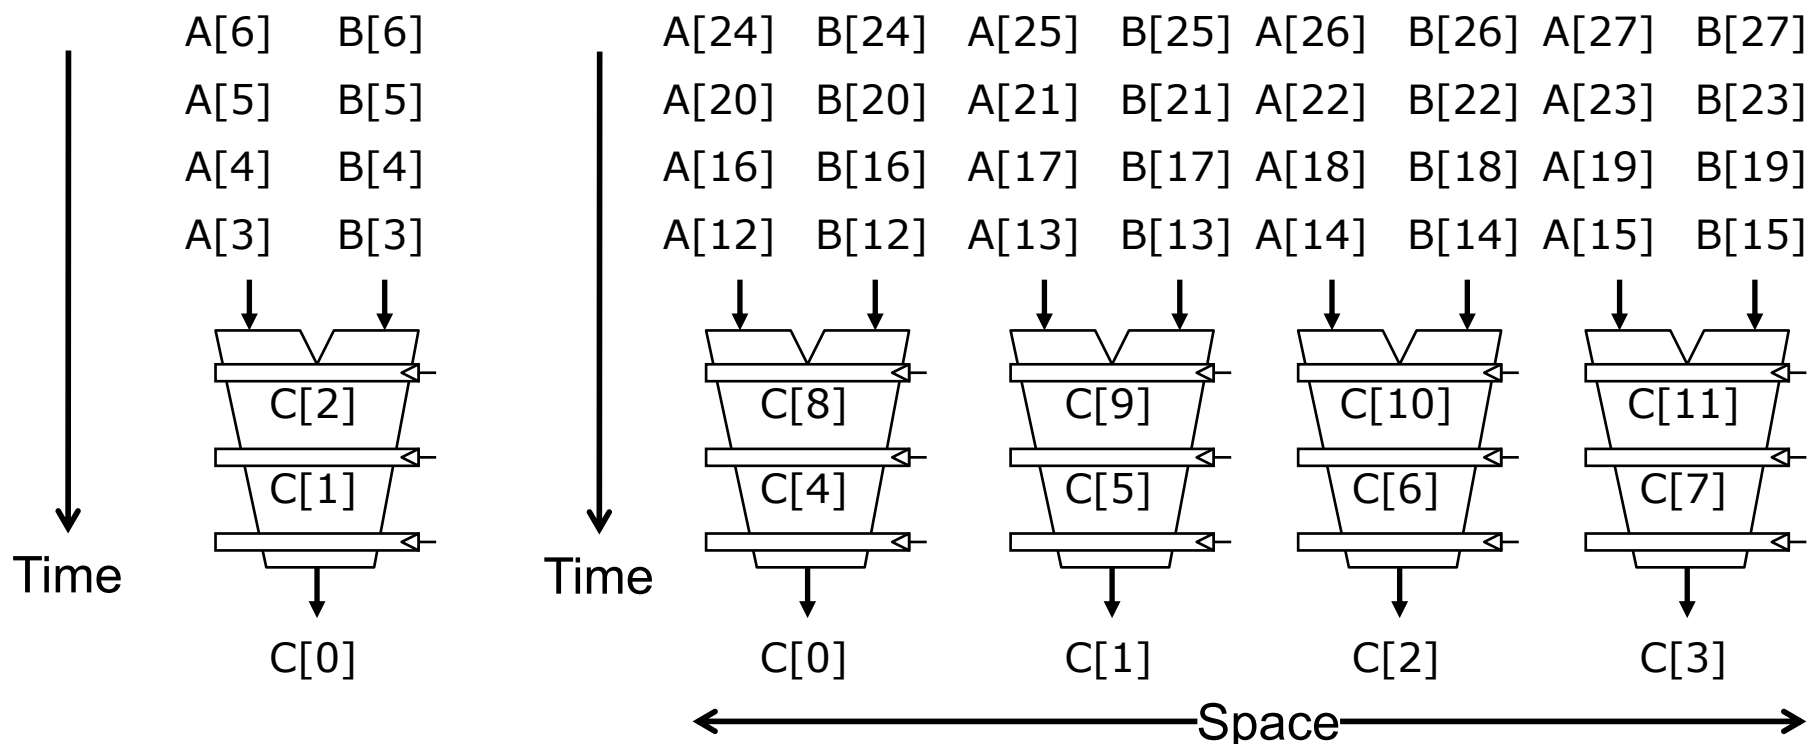 A[6] B[6] A[24] B[24] A[25] B[25] A[26] B[26] A[27] B[27]
A[5] B[5] A[20] B[20] A[21] B[21] A[22] B[22] A[23] B[23]
A[4] B[4] A[16] B[16] A[17] B[17] A[18] B[18] A[19] B[19]
A[3] B[3] A[12] B[12] A[13] B[13] A[14] B[14] A[15] B[15]
C[2] C[8] C[9] C[10] C[11]
C[1] C[4] C[5] C[6] C[7]
Time Time
C[0] C[0] C[1] C[2] C[3]
Space